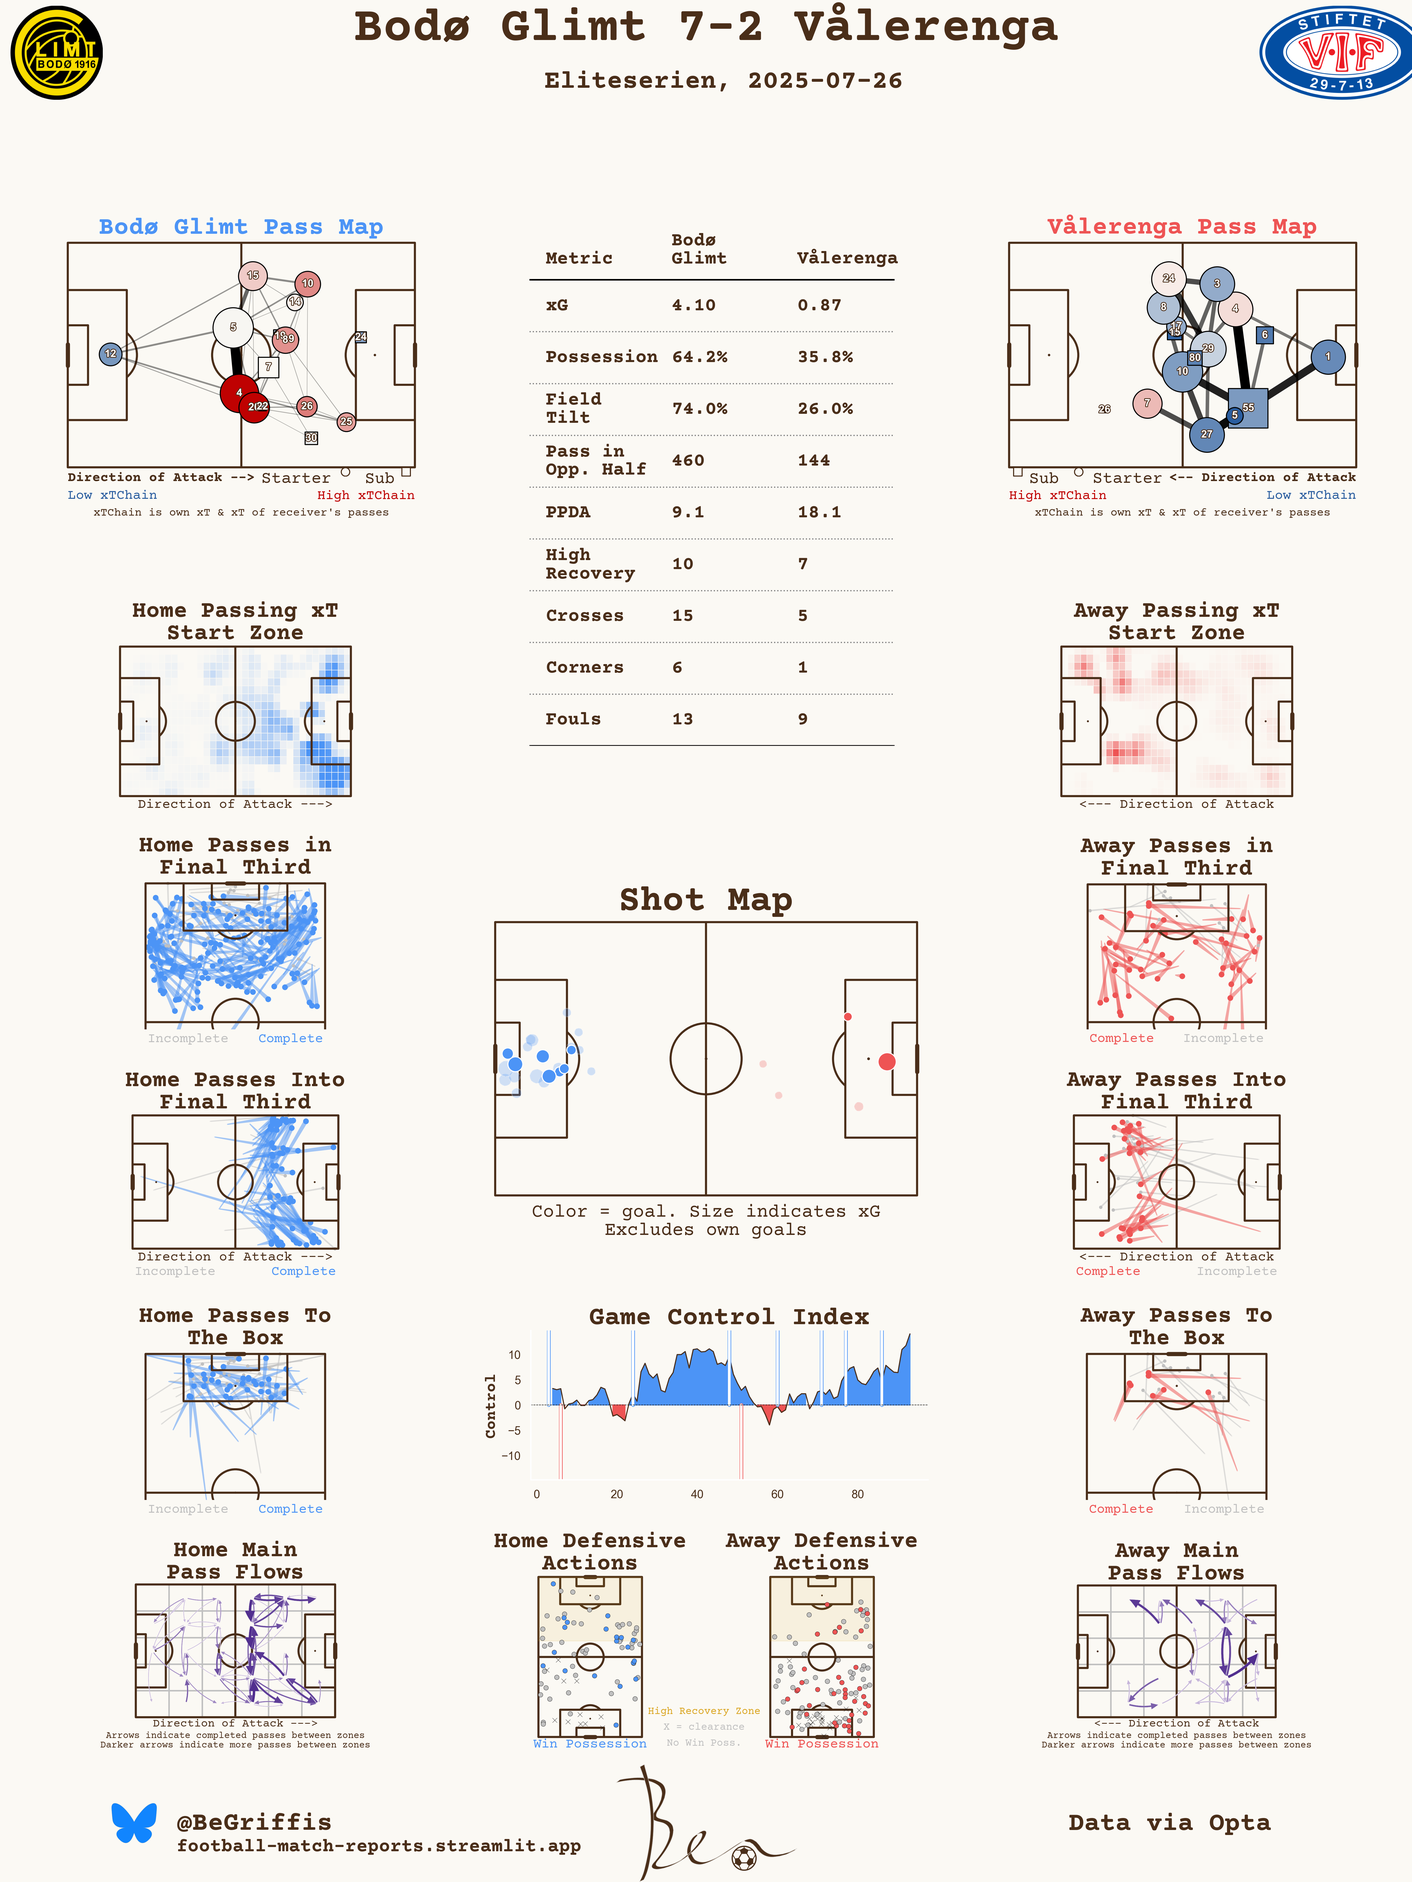 Bodø Glimt 7-2 Vålerenga
Eliteserien, 2025-07-26
LIMT
BODØ 1916
STIFTET
V·I·F
29-7-13
Bodø Glimt Pass Map
15
10
14
5
89
24
12
7
4
22
26
25
30
Direction of Attack --> Starter Sub
Low xTChain High xTChain
xTChain is own xT & xT of receiver's passes
Metric Bodø Glimt Vålerenga
xG 4.10 0.87
Possession 64.2% 35.8%
Field Tilt 74.0% 26.0%
Pass in Opp. Half 460 144
PPDA 9.1 18.1
High Recovery 10 7
Crosses 15 5
Corners 6 1
Fouls 13 9
Vålerenga Pass Map
24
3
8
4
17
6
29
80
1
10
7
26
55
5
27
Sub Starter <-- Direction of Attack
High xTChain Low xTChain
xTChain is own xT & xT of receiver's passes
Home Passing xT
Start Zone
Direction of Attack --->
Away Passing xT
Start Zone
<--- Direction of Attack
Home Passes in
Final Third
Incomplete Complete
Away Passes in
Final Third
Complete Incomplete
Shot Map
Color = goal. Size indicates xG
Excludes own goals
Home Passes Into
Final Third
Direction of Attack --->
Incomplete Complete
Away Passes Into
Final Third
<--- Direction of Attack
Complete Incomplete
Home Passes To
The Box
Incomplete Complete
Game Control Index
Control
10
5
0
−5
−10
0 20 40 60 80
Away Passes To
The Box
Complete Incomplete
Home Main
Pass Flows
Direction of Attack --->
Arrows indicate completed passes between zones
Darker arrows indicate more passes between zones
Home Defensive
Actions
Win Possession
High Recovery Zone
X = clearance
No Win Poss.
Away Defensive
Actions
Win Possession
Away Main
Pass Flows
<--- Direction of Attack
Arrows indicate completed passes between zones
Darker arrows indicate more passes between zones
@BeGriffis
football-match-reports.streamlit.app
Ben
Data via Opta